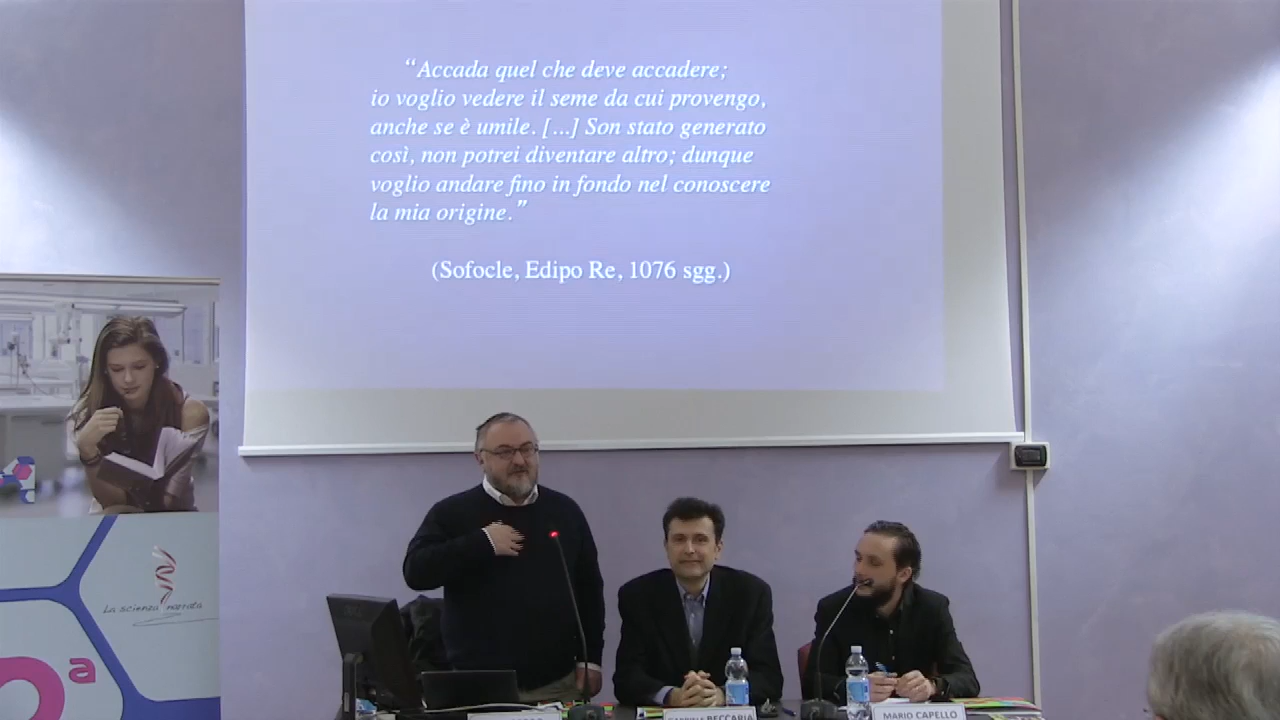 “Accada quel che deve accadere;
io voglio vedere il seme da cui provengo,
anche se è umile. [...] Son stato generato
così, non potrei diventare altro; dunque
voglio andare fino in fondo nel conoscere
la mia origine.”
(Sofocle, Edipo Re, 1076 sgg.)
La scienza narrata
a
BECCARIA
MARIO CAPELLO